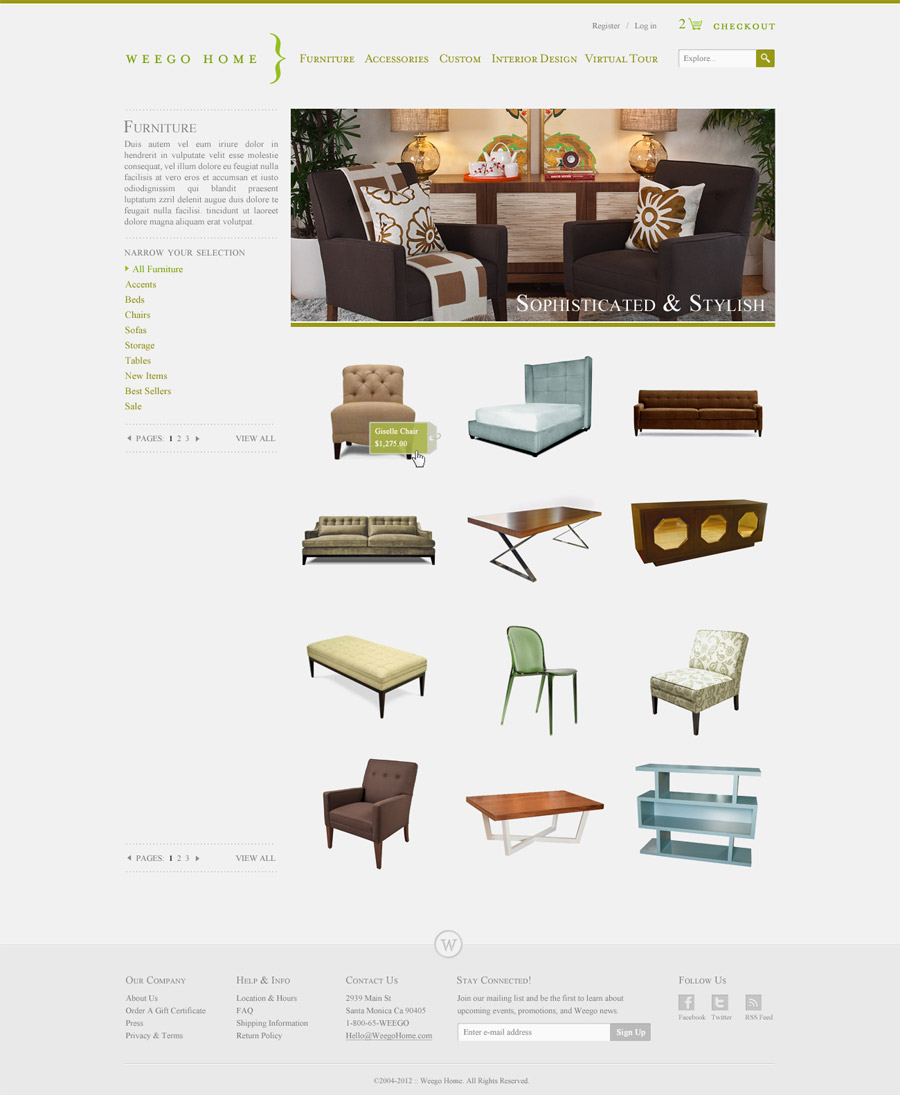 Register / Log in
2 CHECKOUT
WEEGO HOME
FURNITURE ACCESSORIES CUSTOM INTERIOR DESIGN VIRTUAL TOUR
Explore...
FURNITURE
Duis autem vel eum iriure dolor in
hendrerit in vulputate velit esse molestie
consequat, vel illum dolore eu feugiat nulla
facilisis at vero eros et accumsan et iusto
odiodignissim qui blandit praesent
luptatum zzril delenit augue duis dolore te
feugait nulla facilisi. tincidunt ut laoreet
dolore magna aliquam erat volutpat.
SOPHISTICATED & STYLISH
NARROW YOUR SELECTION
All Furniture
Accents
Beds
Chairs
Sofas
Storage
Tables
New Items
Best Sellers
Sale
PAGES: 1 2 3 VIEW ALL
Giselle Chair
$1,275.00
PAGES: 1 2 3 VIEW ALL
W
OUR COMPANY
About Us
Order A Gift Certificate
Press
Privacy & Terms
HELP & INFO
Location & Hours
FAQ
Shipping Information
Return Policy
CONTACT US
2939 Main St
Santa Monica Ca 90405
1-800-65-WEEGO
Hello@WeegoHome.com
STAY CONNECTED!
Join our mailing list and be the first to learn about
upcoming events, promotions, and Weego news.
Enter e-mail address Sign Up
FOLLOW US
Facebook Twitter RSS Feed
©2004-2012 :: Weego Home. All Rights Reserved.